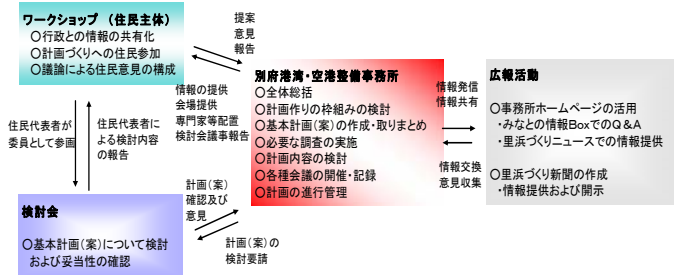 ワークショップ （住民主体）
○行政との情報の共有化
○計画づくりへの住民参加
○議論による住民意見の構成
提案
意見
報告
情報の提供
会場提供
専門家等配置
検討会議事報告
住民代表者が
委員として参画
住民代表者に
よる検討内容
の報告
別府港湾・空港整備事務所
○全体総括
○計画作りの枠組みの検討
○基本計画（案）の作成・取りまとめ
○必要な調査の実施
○計画内容の検討
○各種会議の開催・記録
○計画の進行管理
情報発信
情報共有
情報交換
意見収集
広報活動
○事務所ホームページの活用
・みなとの情報BoxでのQ＆A
・里浜づくりニュースでの情報提供
○里浜づくり新聞の作成
・情報提供および開示
検討会
○基本計画（案）について検討
および妥当性の確認
計画（案）
確認及び
意見
計画（案）の
検討要請